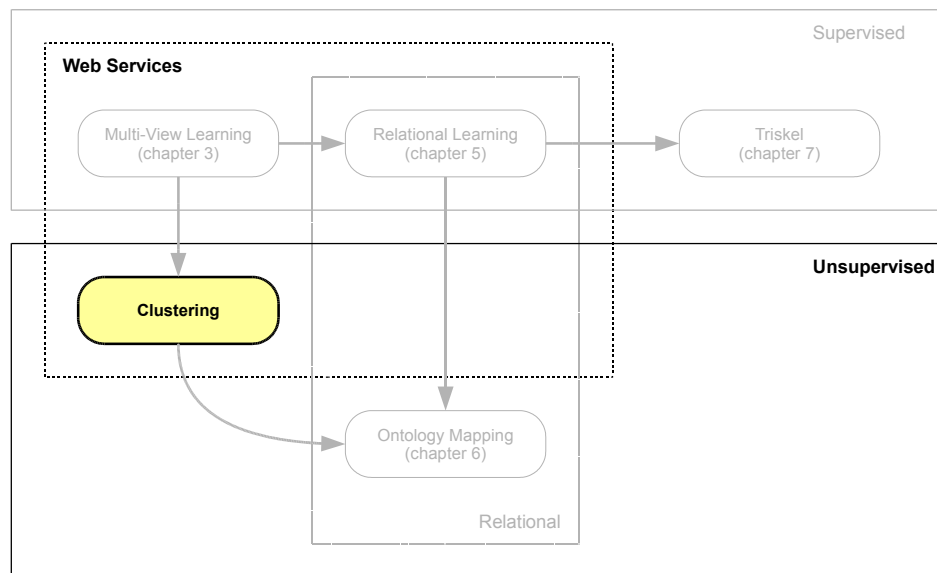 Supervised
Web Services
Multi-View Learning
(chapter 3)
Relational Learning
(chapter 5)
Triskel
(chapter 7)
Unsupervised
Clustering
Ontology Mapping
(chapter 6)
Relational